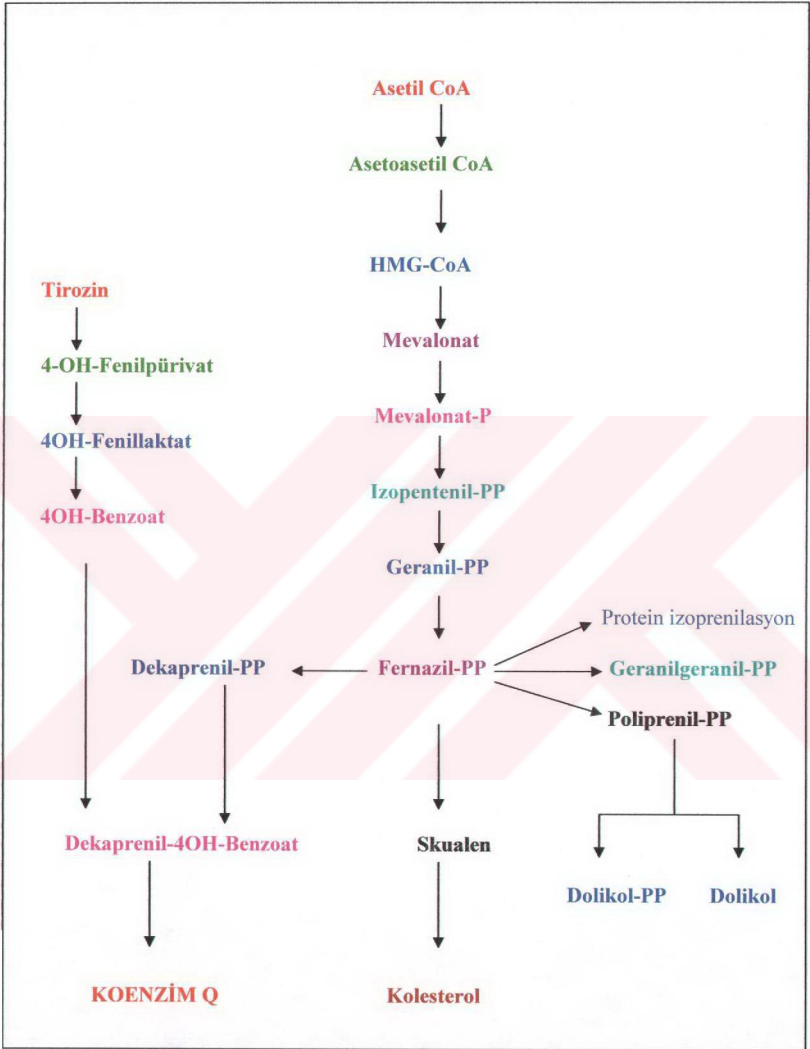 Asetil CoA
Asetoasetil CoA
HMG-CoA
Tirozin
Mevalonat
4-OH-Fenilpürivat
Mevalonat-P
4OH-Fenillaktat
Izopentenil-PP
4OH-Benzoat
Geranil-PP
Protein izoprenilasyon
Dekaprenil-PP
Fernazil-PP
Geranilgeranil-PP
Poliprenil-PP
Dekaprenil-4OH-Benzoat
Skualen
Dolikol-PP
Dolikol
KOENZİM Q
Kolesterol